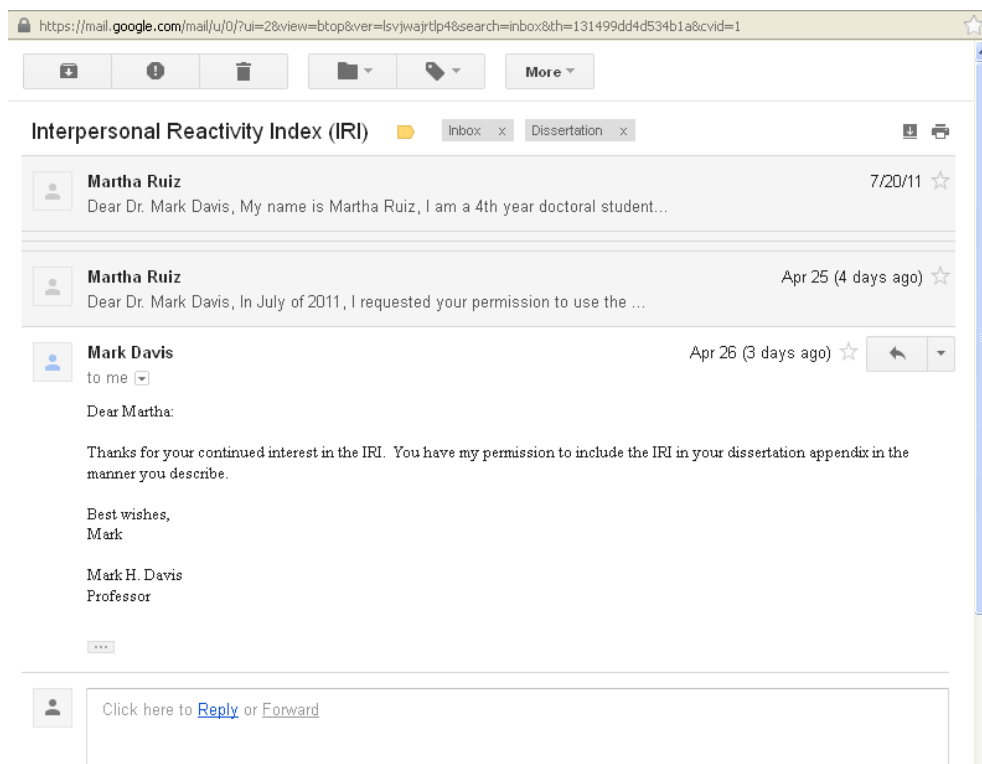 https://mail.google.com/mail/u/0/?ui=2&view=btop&ver=lsvjwajrtlp4&search=inbox&th=131499dd4d534b1a&cvid=1
More
Interpersonal Reactivity Index (IRI) Inbox x Dissertation x
Martha Ruiz 7/20/11
Dear Dr. Mark Davis, My name is Martha Ruiz, I am a 4th year doctoral student...
Martha Ruiz Apr 25 (4 days ago)
Dear Dr. Mark Davis, In July of 2011, I requested your permission to use the ...
Mark Davis Apr 26 (3 days ago)
to me
Dear Martha:
Thanks for your continued interest in the IRI.  You have my permission to include the IRI in your dissertation appendix in the
manner you describe.
Best wishes,
Mark
Mark H. Davis
Professor
Click here to Reply or Forward